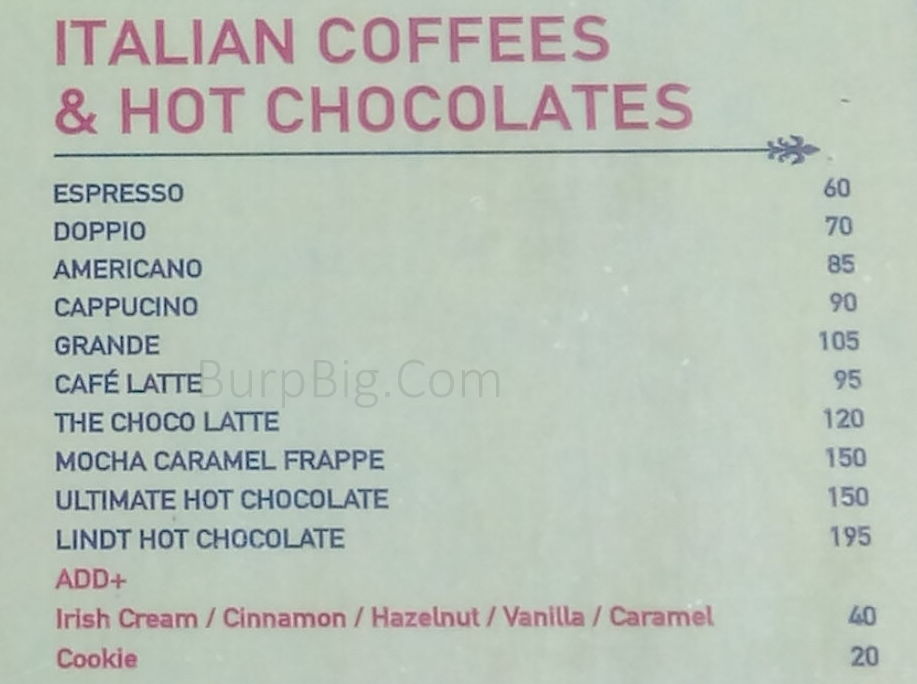 ITALIAN COFFEES
& HOT CHOCOLATES
ESPRESSO 60
DOPPIO 70
AMERICANO 85
CAPPUCINO 90
GRANDE 105
CAFÉ LATTE 95
BurpBig.Com
THE CHOCO LATTE 120
MOCHA CARAMEL FRAPPE 150
ULTIMATE HOT CHOCOLATE 150
LINDT HOT CHOCOLATE 195
ADD+
Irish Cream / Cinnamon / Hazelnut / Vanilla / Caramel 40
Cookie 20